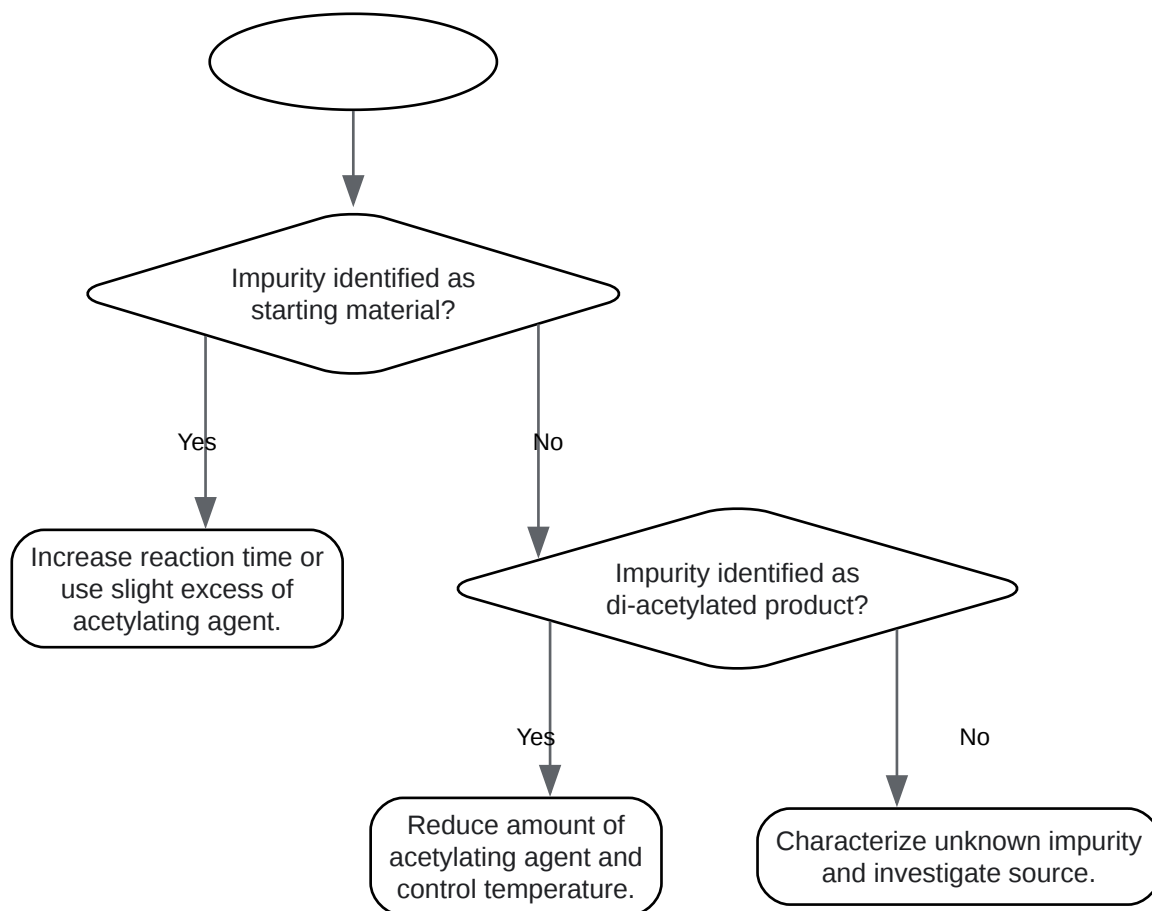 Impurity identified as
starting material?
Yes
No
Increase reaction time or
use slight excess of
acetylating agent.
Impurity identified as
di-acetylated product?
Yes
No
Reduce amount of
acetylating agent and
control temperature.
Characterize unknown impurity
and investigate source.